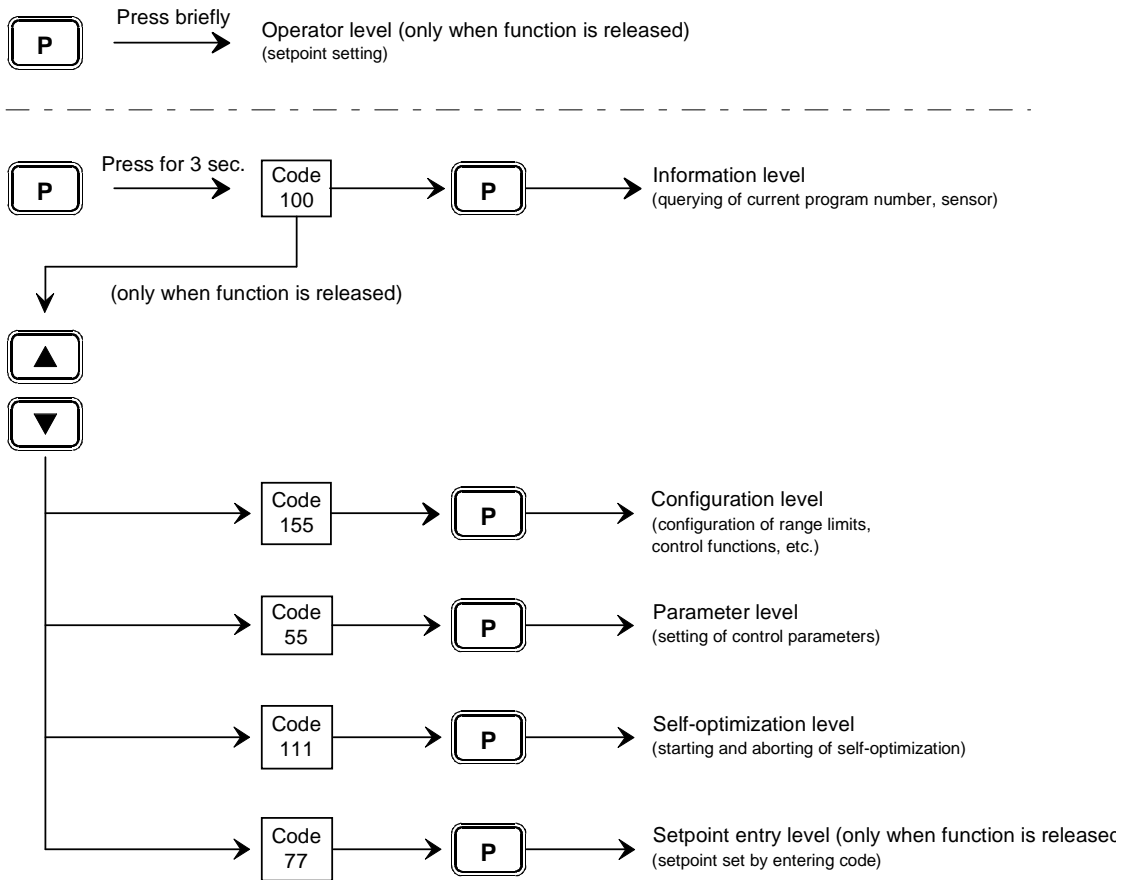 Press briefly
P
Operator level (only when function is released)
(setpoint setting)
Press for 3 sec.
P
Code
100
P
Information level
(querying of current program number, sensor)
(only when function is released)
Code
155
P
Configuration level
(configuration of range limits,
control functions, etc.)
Code
55
P
Parameter level
(setting of control parameters)
Code
111
P
Self-optimization level
(starting and aborting of self-optimization)
Code
77
P
Setpoint entry level (only when function is released
(setpoint set by entering code)